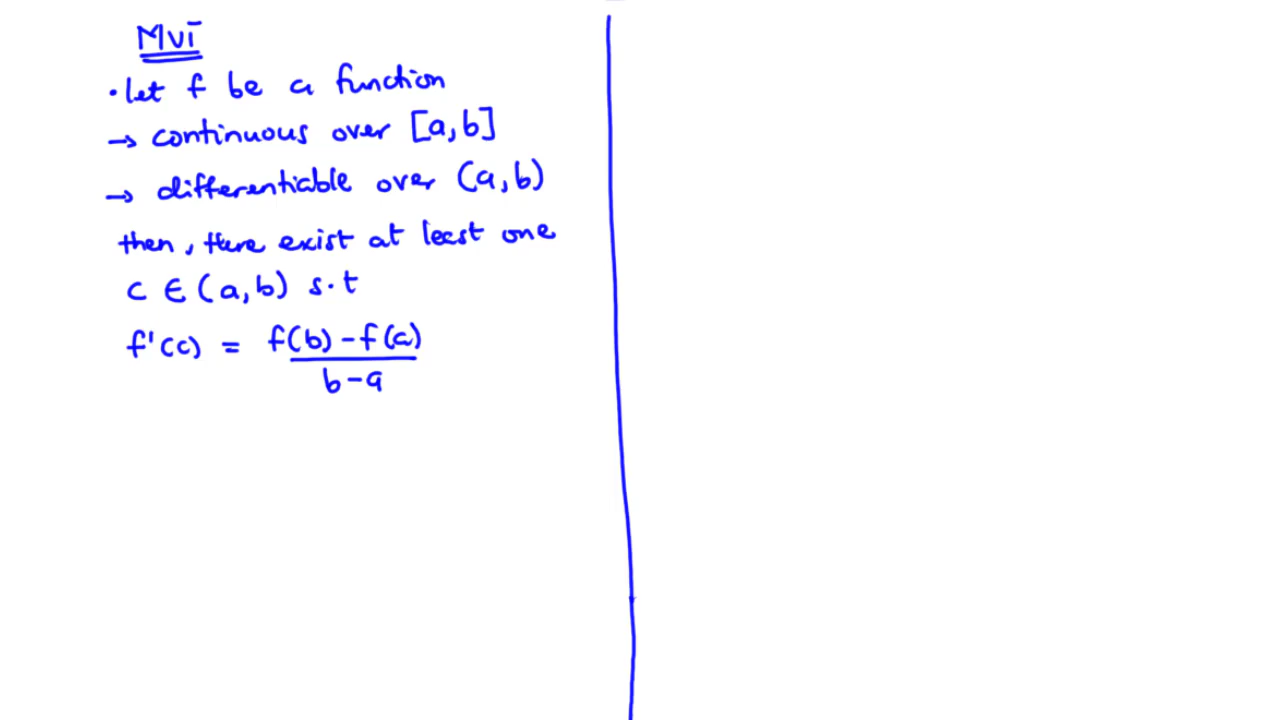 MVT
• let f be a function
→ continuous over [a,b]
→ differentiable over (a,b)
then, there exist at least one
c ∈ (a,b) s.t
f'(c) = f(b) - f(a)
b - a